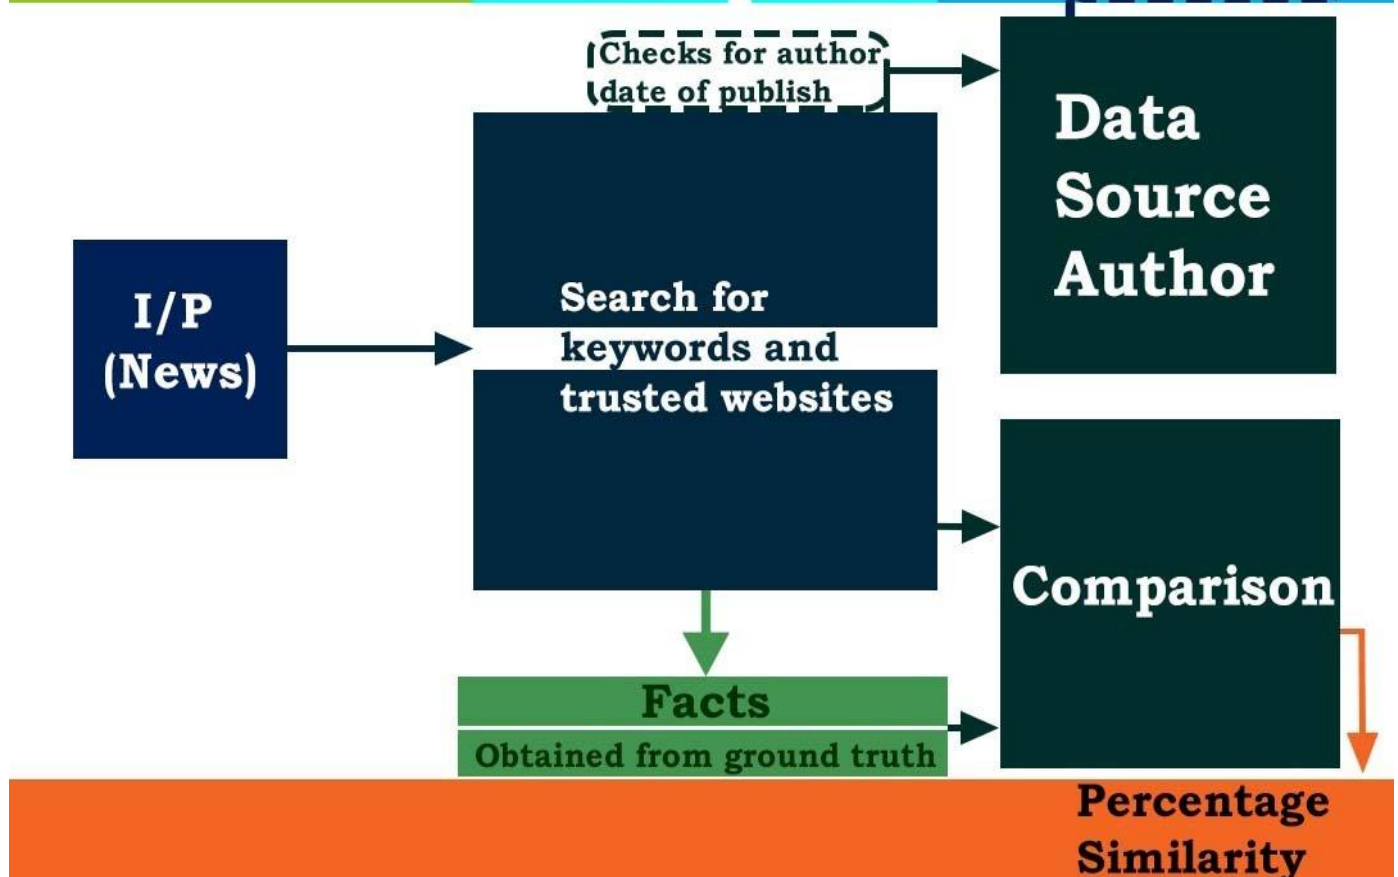 Checks for author
date of publish
Data
Source
Author
I/P
(News)
Search for
keywords and
trusted websites
Comparison
Facts
Obtained from ground truth
Percentage
Similarity